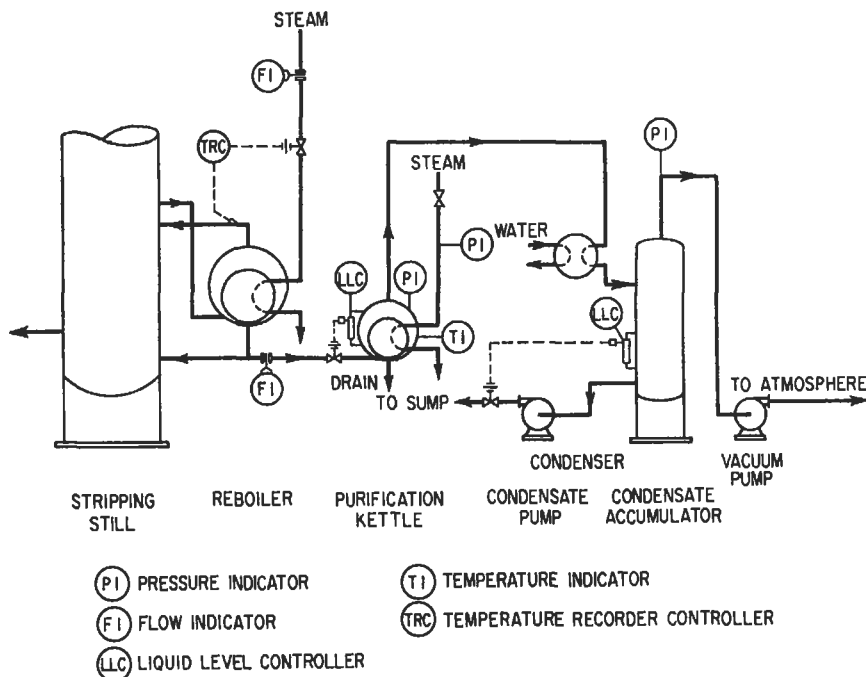 STEAM
FI
TRC
STEAM
PI
WATER
PI
LLC
PI
TI
LLC
FI
DRAIN
TO SUMP
TO ATMOSPHERE
CONDENSER
VACUUM
PUMP
STRIPPING
STILL
REBOILER
PURIFICATION
KETTLE
CONDENSATE
PUMP
CONDENSATE
ACCUMULATOR
PI PRESSURE INDICATOR
TI TEMPERATURE INDICATOR
FI FLOW INDICATOR
TRC TEMPERATURE RECORDER CONTROLLER
LLC LIQUID LEVEL CONTROLLER